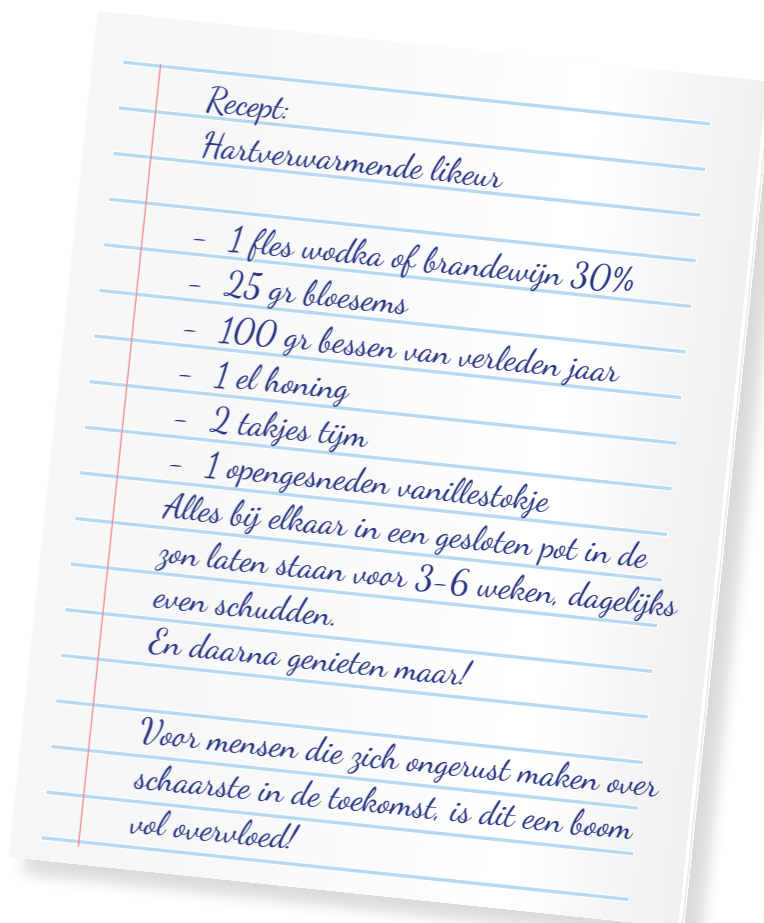 Recept:
Hartverwarmende likeur
- 1 fles wodka of brandewijn 30%
- 25 gr bloesems
- 100 gr bessen van verleden jaar
- 1 el honing
- 2 takjes tijm
- 1 opengesneden vanillestokje
Alles bij elkaar in een gesloten pot in de
zon laten staan voor 3-6 weken, dagelijks
even schudden.
En daarna genieten maar!
Voor mensen die zich ongerust maken over
schaarste in de toekomst, is dit een boom
vol overvloed!